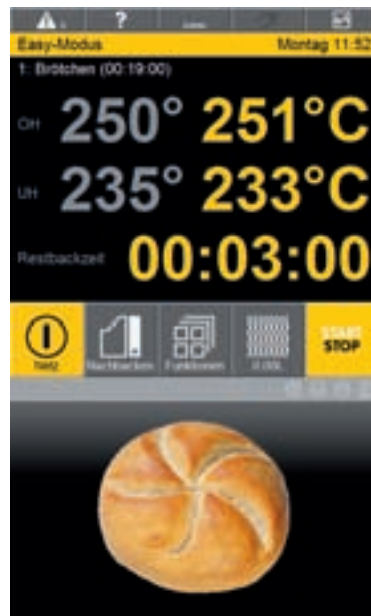 ?
Easy-Modus Montag 11:52
1: Brötchen (00:19:00)
OH 250° 251°C
UH 235° 233°C
Restbackzeit 00:03:00
Netz Nachbacken Funktionen START STOP